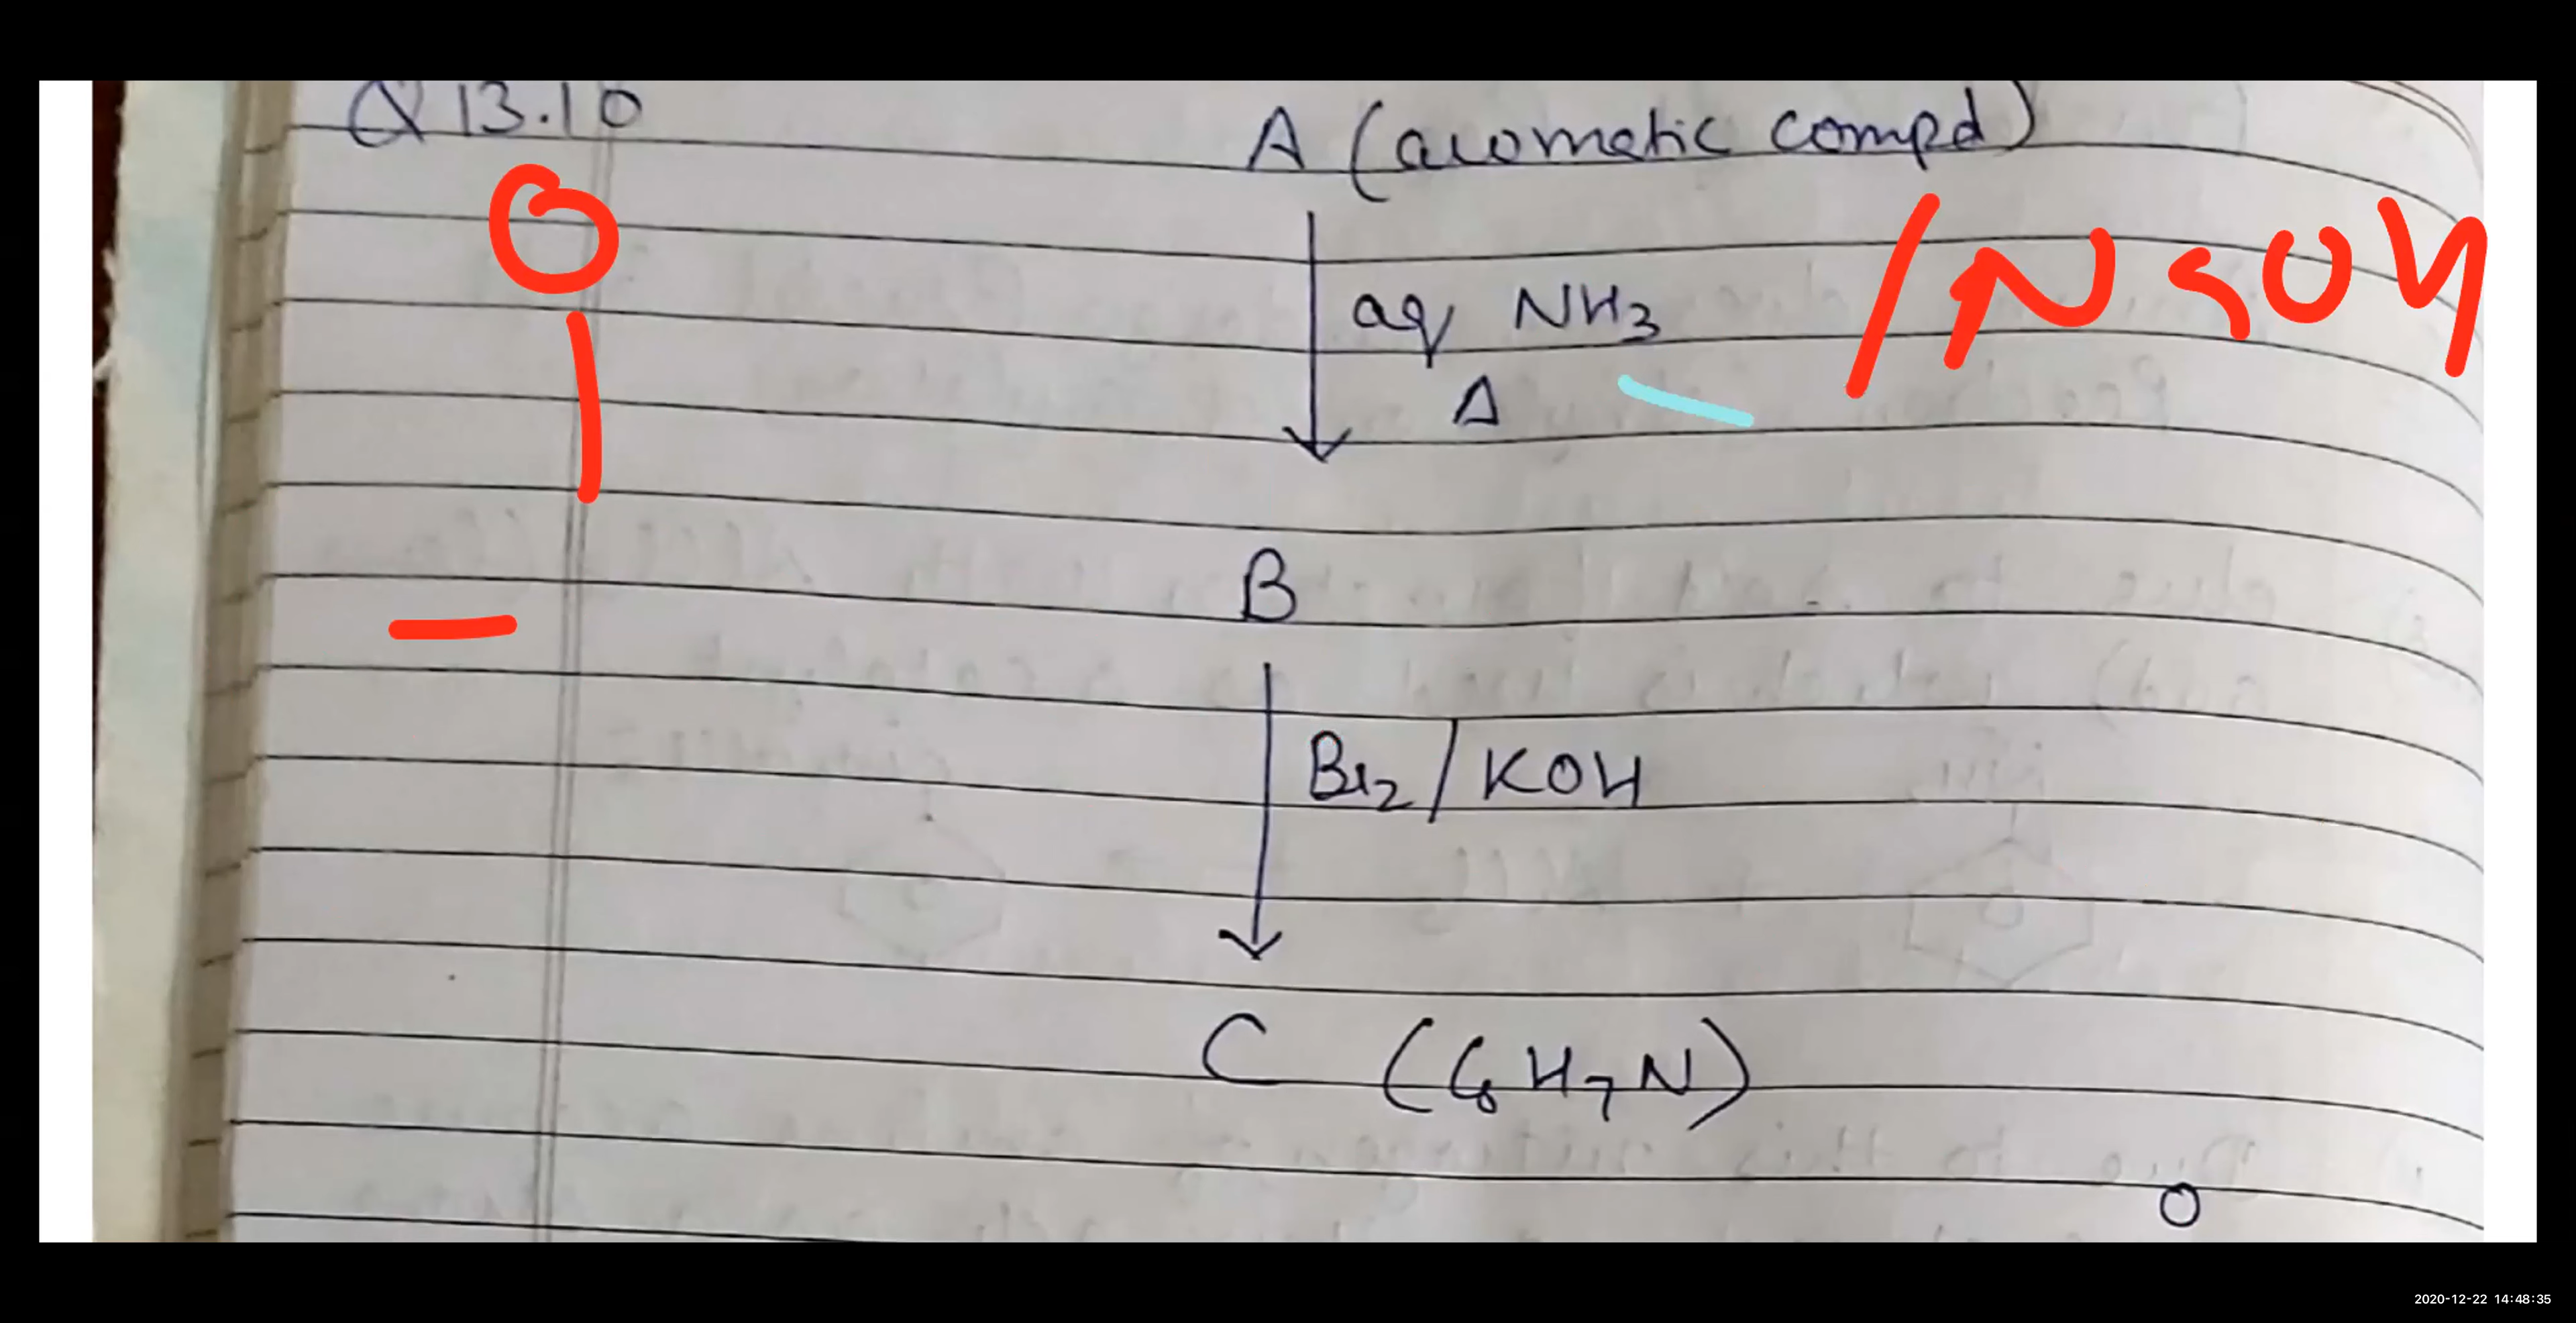 Q 13.10
A (aromatic compd)
aq NH3 / NaOH
Δ
B
Br2 / KOH
C (C6H7N)
2020-12-22 14:48:35